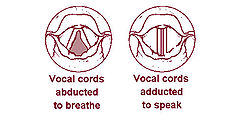 Vocal cords
abducted
to breathe
Vocal cords
adducted
to speak